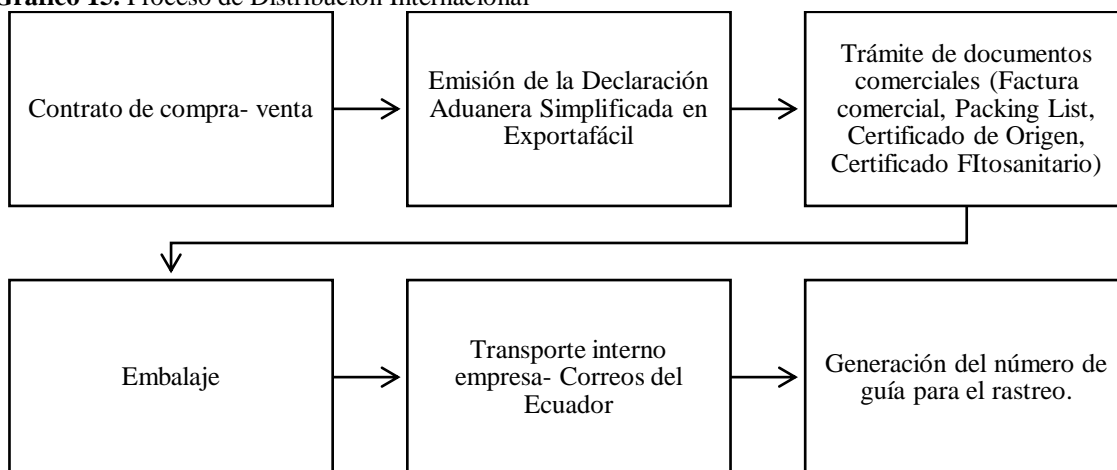 Gráfico 15. Proceso de Distribución Internacional
Contrato de compra- venta
Emisión de la Declaración
Aduanera Simplificada en
Exportafácil
Trámite de documentos
comerciales (Factura
comercial, Packing List,
Certificado de Origen,
Certificado FItosanitario)
Embalaje
Transporte interno
empresa- Correos del
Ecuador
Generación del número de
guía para el rastreo.